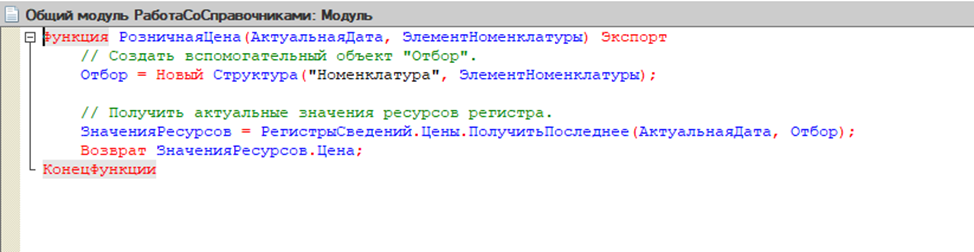 Общий модуль РаботаСоСправочниками: Модуль
Функция РозничнаяЦена(АктуальнаяДата, ЭлементНоменклатуры) Экспорт
// Создать вспомогательный объект "Отбор".
Отбор = Новый Структура("Номенклатура", ЭлементНоменклатуры);
// Получить актуальные значения ресурсов регистра.
ЗначенияРесурсов = РегистрыСведений.Цены.ПолучитьПоследнее(АктуальнаяДата, Отбор);
Возврат ЗначенияРесурсов.Цена;
КонецФункции